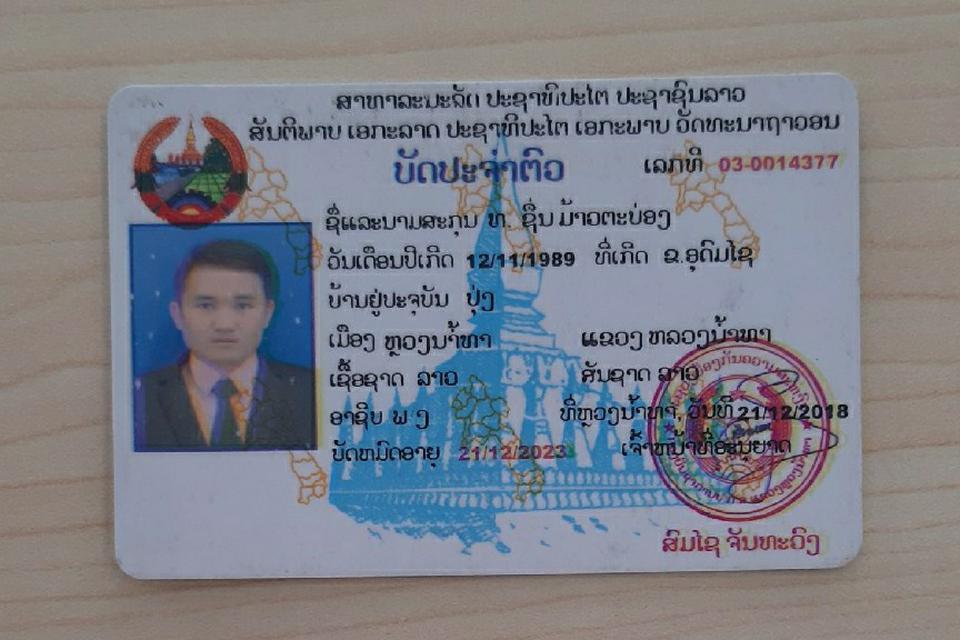 ສາທາລະນະລັດ ປະຊາທິປະໄຕ ປະຊາຊົນລາວ
ສັນຕິພາບ ເອກະລາດ ປະຊາທິປະໄຕ ເອກະພາບ ວັດທະນາຖາວອນ
ບັດປະຈຳຕົວ ເລກທີ 03-0014377
ຊື່ແລະນາມສະກຸນ ທ. ຊື່ນ ມ້າວຕະປ່ອງ
ວັນເດືອນປີເກີດ 12/11/1989 ທີ່ເກີດ ຂ.ອຸດົມໄຊ
ບ້ານຢູ່ປະຈຸບັນ ປຸ່ງ
ເມືອງ ຫຼວງນ້ຳທາ ແຂວງ ຫລວງນ້ຳທາ
ເຊື້ອຊາດ ລາວ ສັນຊາດ ລາວ
ອາຊິບ ພ ງ ທີ່ຫຼວງນ້ຳທາ, ວັນທີ 21/12/2018
ບັດຫມົດອາຍຸ 21/12/2023 ເຈົ້າຫນ້າທີ່ອະນຸຍາດ
ສົມໄຊ ຈັນທະວົງ